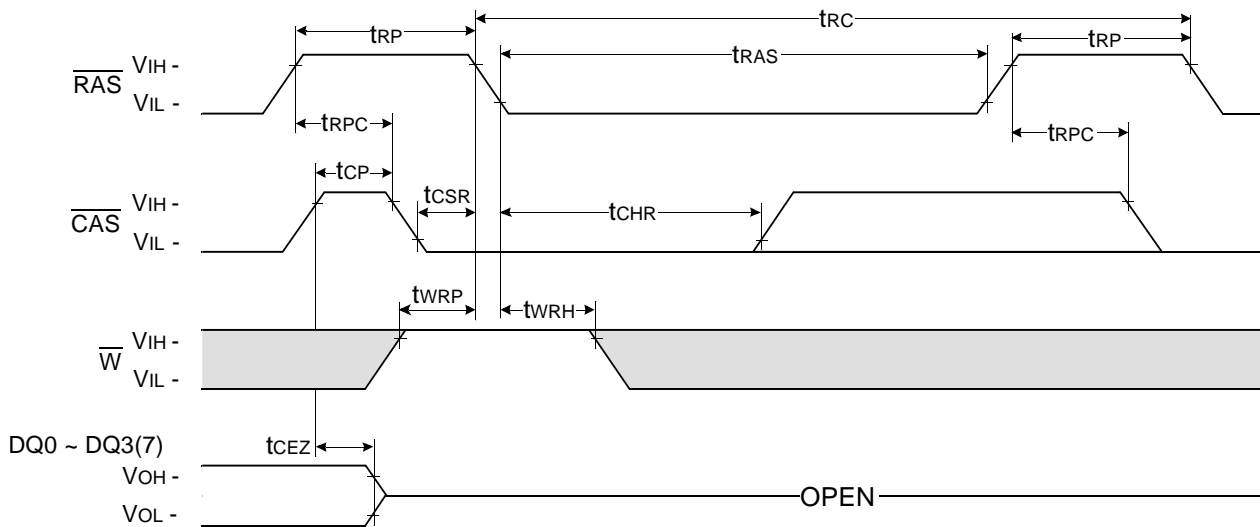 tRC
tRP
tRP
tRAS
RAS
VIH -
VIL -
tRPC
tRPC
tCP
tCSR
tCHR
CAS
VIH -
VIL -
tWRP
tWRH
W
VIH -
VIL -
DQ0 ~ DQ3(7)
tCEZ
VOH -
VOL -
OPEN